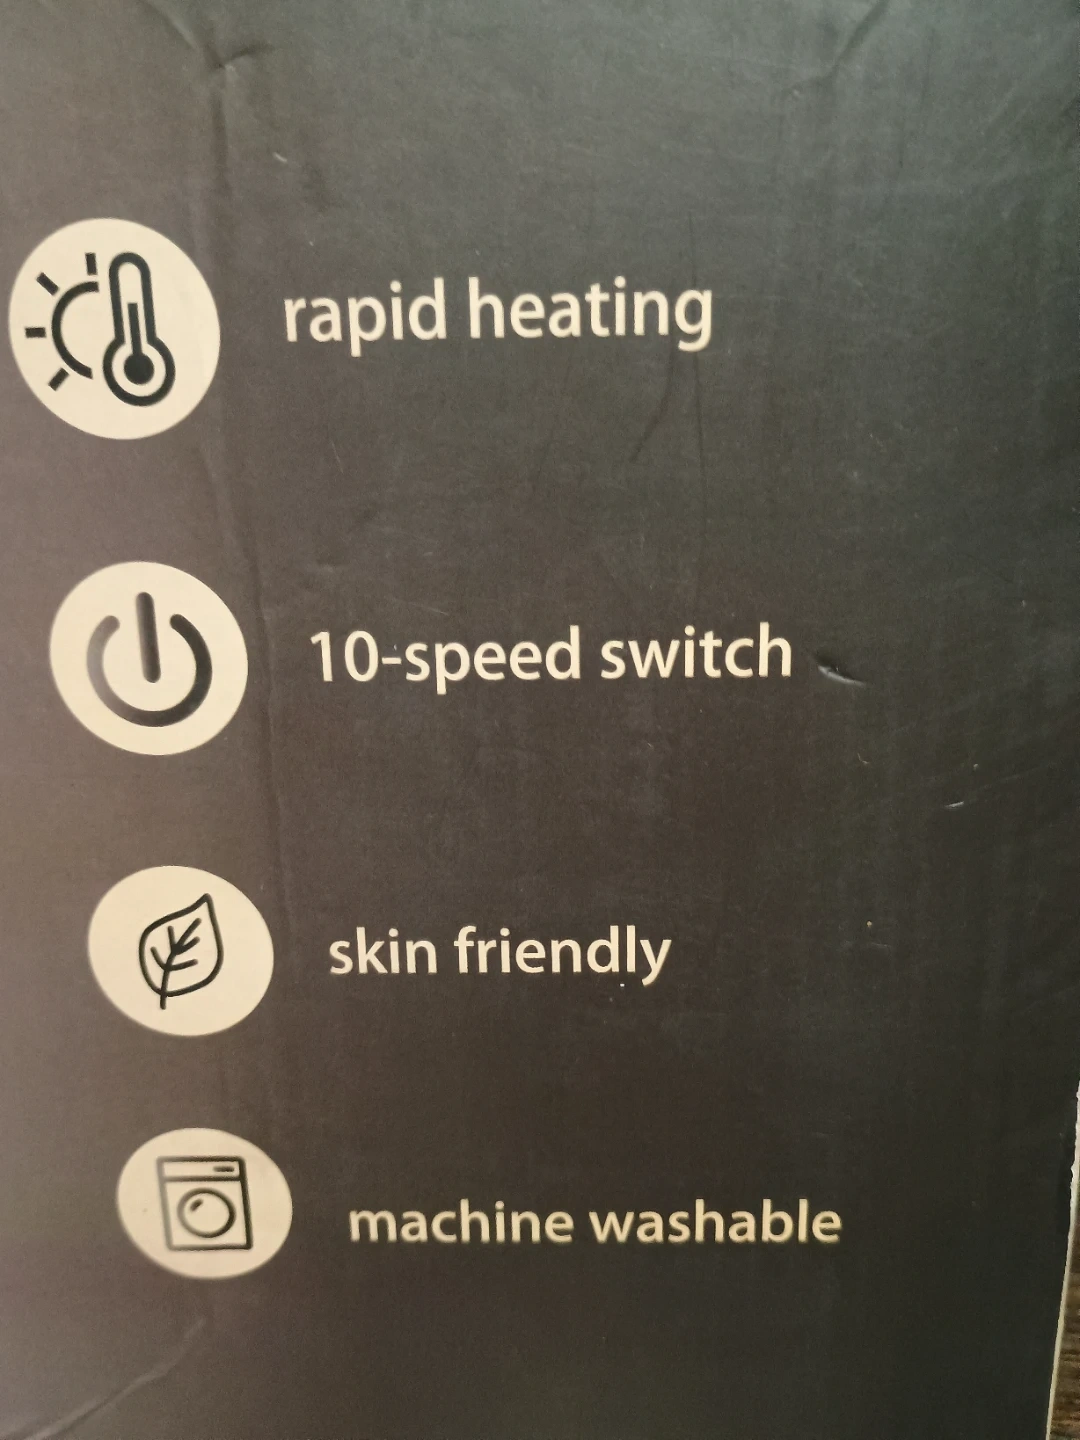 rapid heating
10-speed switch
skin friendly
machine washable